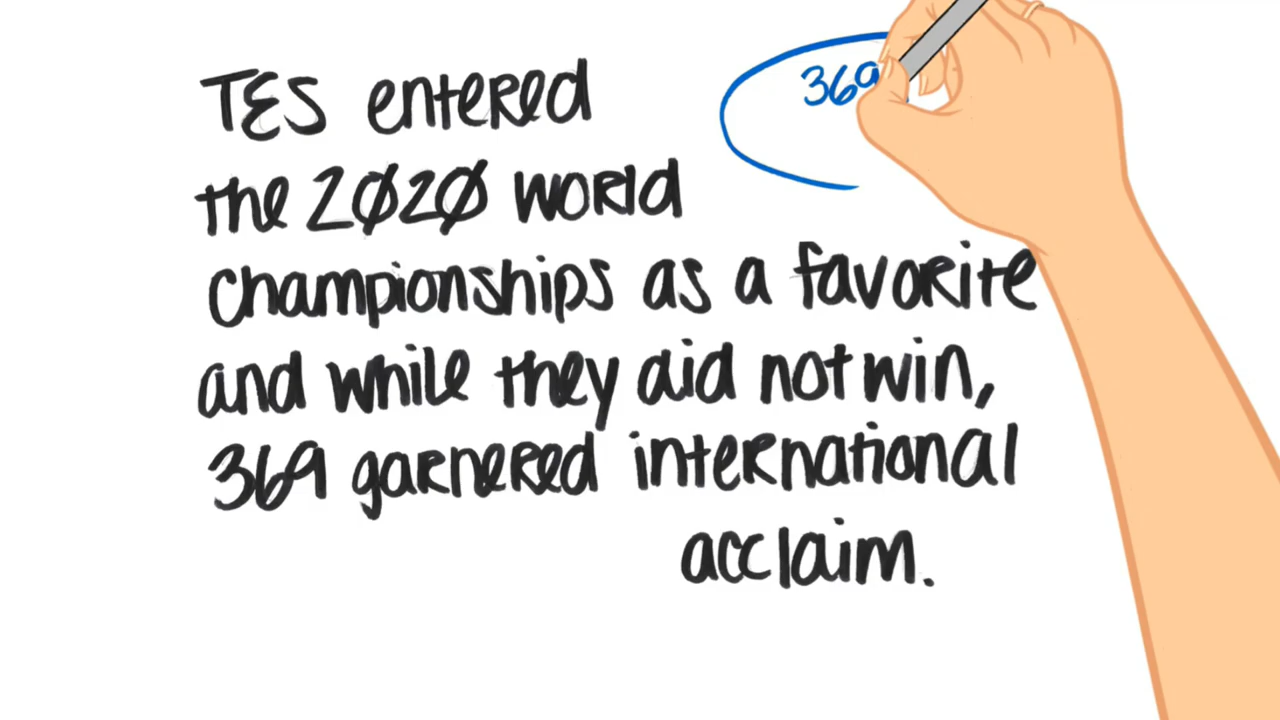 TES entered
369
the 2020 world
championships as a favorite
and while they did not win,
369 garnered international
acclaim.